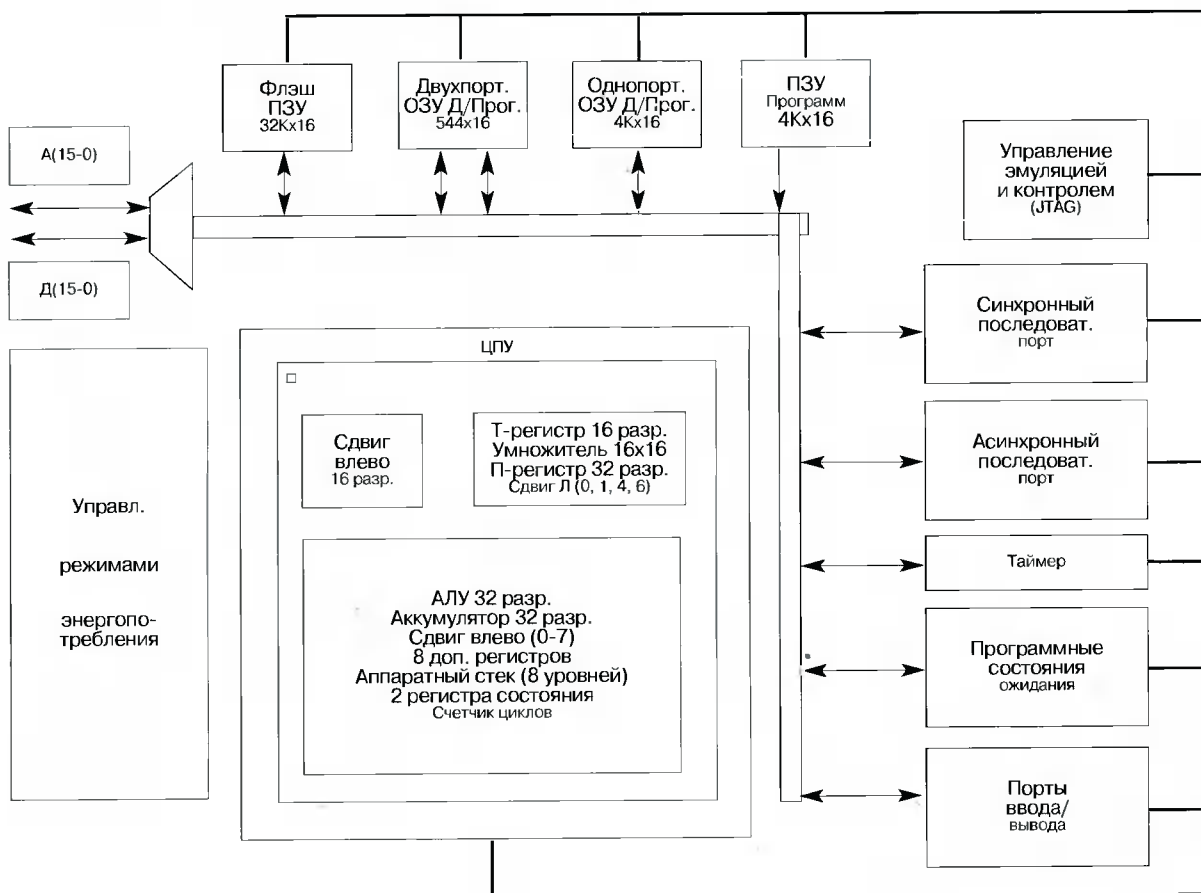 Флэш
ПЗУ
32Кх16
Двухпорт.
ОЗУ Д/Прог.
544х16
Однопорт.
ОЗУ Д/Прог.
4Кх16
ПЗУ
Программ
4Кх16
А(15-0)
Д(15-0)
Управление
эмуляцией
и контролем
(JTAG)
Синхронный
последоват.
порт
ЦПУ
Сдвиг
влево
16 разр.
Т-регистр 16 разр.
Умножитель 16х16
П-регистр 32 разр.
Сдвиг Л (0, 1, 4, 6)
Асинхронный
последоват.
порт
Управл.
режимами
энергопо-
требления
АЛУ 32 разр.
Аккумулятор 32 разр.
Сдвиг влево (0-7)
8 доп. регистров
Аппаратный стек (8 уровней)
2 регистра состояния
Счетчик циклов
Таймер
Программные
состояния
ожидания
Порты
ввода/
вывода